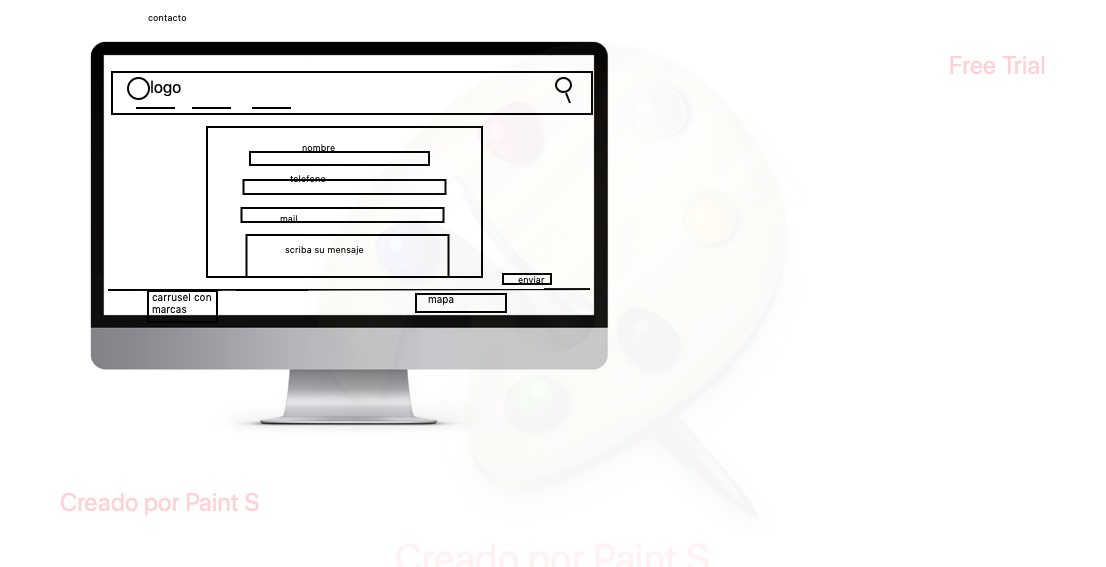 contacto
Free Trial
logo
nombre
telefono
mail
scriba su mensaje
enviar
carrusel con
marcas
mapa
Creado por Paint S
Creado por Paint S